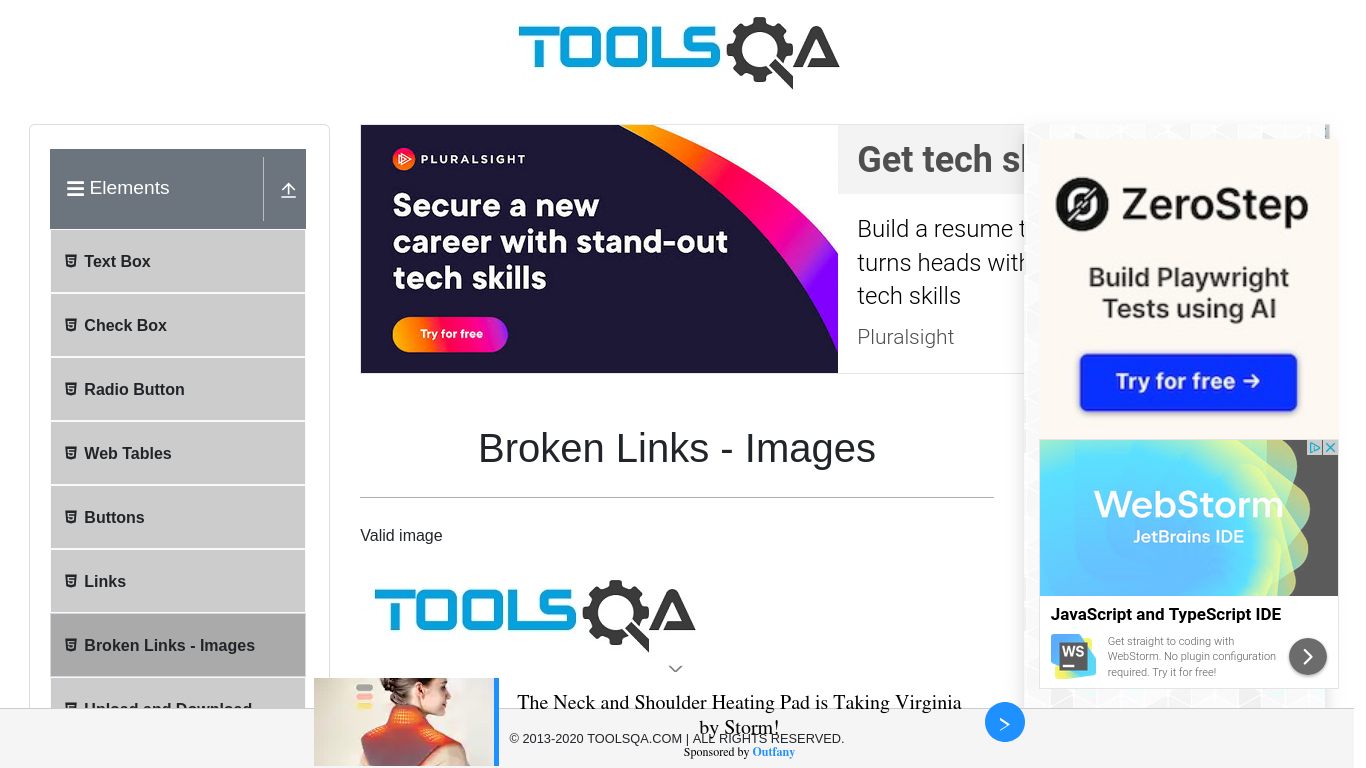 TOOLSQA
Elements
Text Box
Check Box
Radio Button
Web Tables
Buttons
Links
Broken Links - Images
Upload and Download
PLURALSIGHT
Secure a new
career with stand-out
tech skills
Try for free
Get tech sk
Build a resume t
turns heads with
tech skills
Pluralsight
ZeroStep
Build Playwright
Tests using AI
Try for free →
WebStorm
JetBrains IDE
JavaScript and TypeScript IDE
WS
Get straight to coding with
WebStorm. No plugin configuration
required. Try it for free!
Broken Links - Images
Valid image
TOOLSQA
The Neck and Shoulder Heating Pad is Taking Virginia
by Storm!
© 2013-2020 TOOLSQA.COM | ALL RIGHTS RESERVED.
Sponsored by Outfany